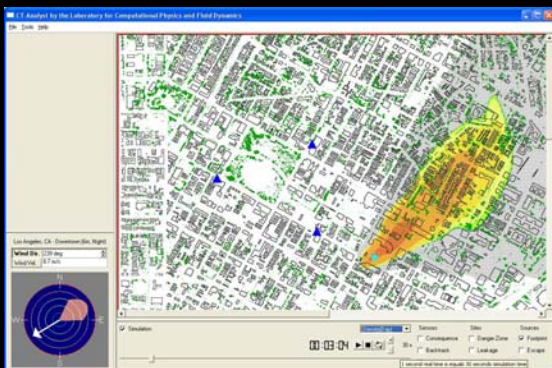 CT-Analyst by the Laboratory for Computational Physics and Fluid Dynamics
File Tools Help
Los Angeles, CA - Downtown
Wind Dir. 239 deg
Wind Vel.
N
W E
S
Simulation
00:03:04
Sensors Sites Sources
Consequence Danger Zone Footprint
Backtrack Leakage Escape
1 second real time is equals 30 seconds simulation time